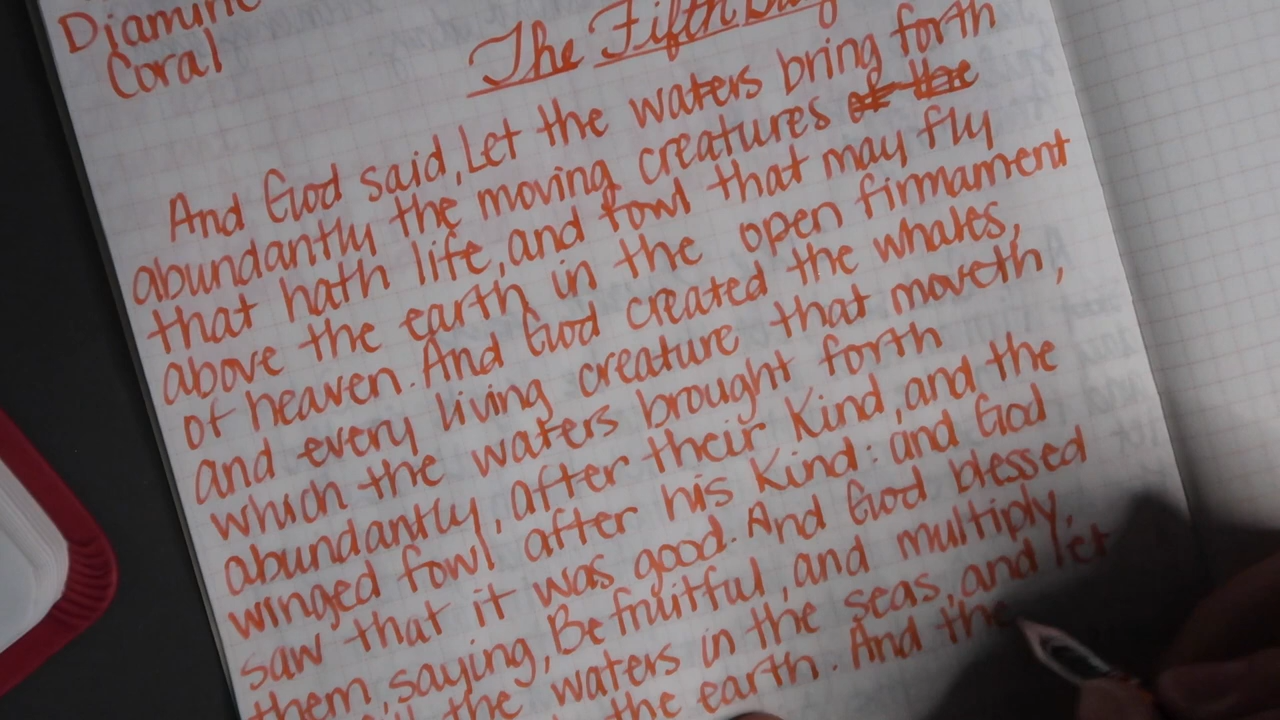 Diamine
Coral
The Fifth Day
And God said, Let the waters bring forth
abundantly the moving creatures
that hath life, and fowl that may fly
above the earth in the open firmament
of heaven. And God created the whales,
and every living creature that moveth,
which the waters brought forth
abundantly, after their Kind, and the
winged fowl after his Kind: and God
saw that it was good. And God blessed
them, saying, Be fruitful, and multiply,
the waters in the seas, and let
the earth. And the